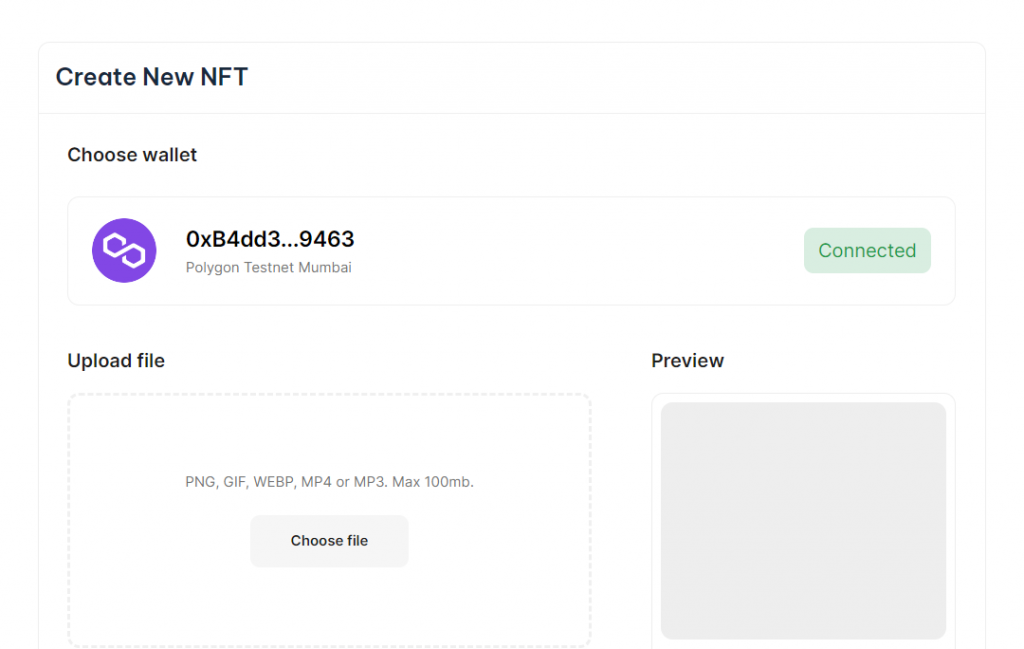 Create New NFT
Choose wallet
0xB4dd3...9463
Polygon Testnet Mumbai
Connected
Upload file
Preview
PNG, GIF, WEBP, MP4 or MP3. Max 100mb.
Choose file